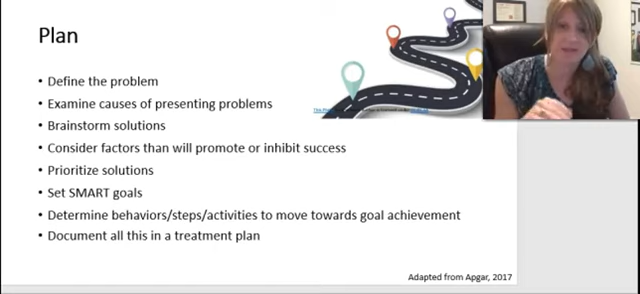 Plan
• Define the problem
• Examine causes of presenting problems
• Brainstorm solutions
• Consider factors than will promote or inhibit success
• Prioritize solutions
• Set SMART goals
• Determine behaviors/steps/activities to move towards goal achievement
• Document all this in a treatment plan
Adapted from Apgar, 2017